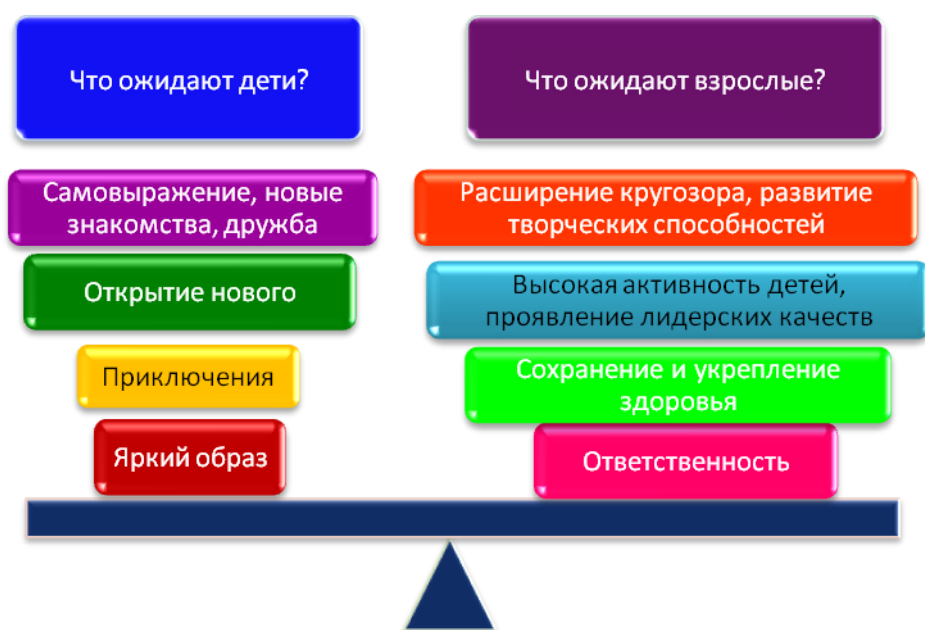 Что ожидают дети?
Самовыражение, новые
знакомства, дружба
Открытие нового
Приключения
Яркий образ
Что ожидают взрослые?
Расширение кругозора, развитие
творческих способностей
Высокая активность детей,
проявление лидерских качеств
Сохранение и укрепление
здоровья
Ответственность